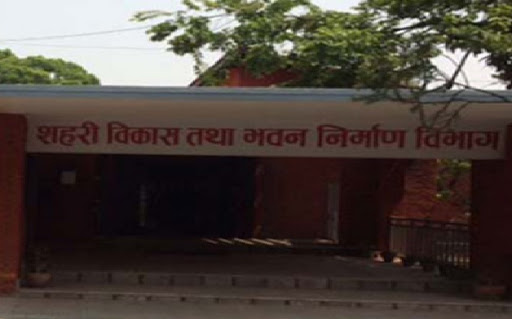 शहरी विकास तथा भवन निर्माण विभाग